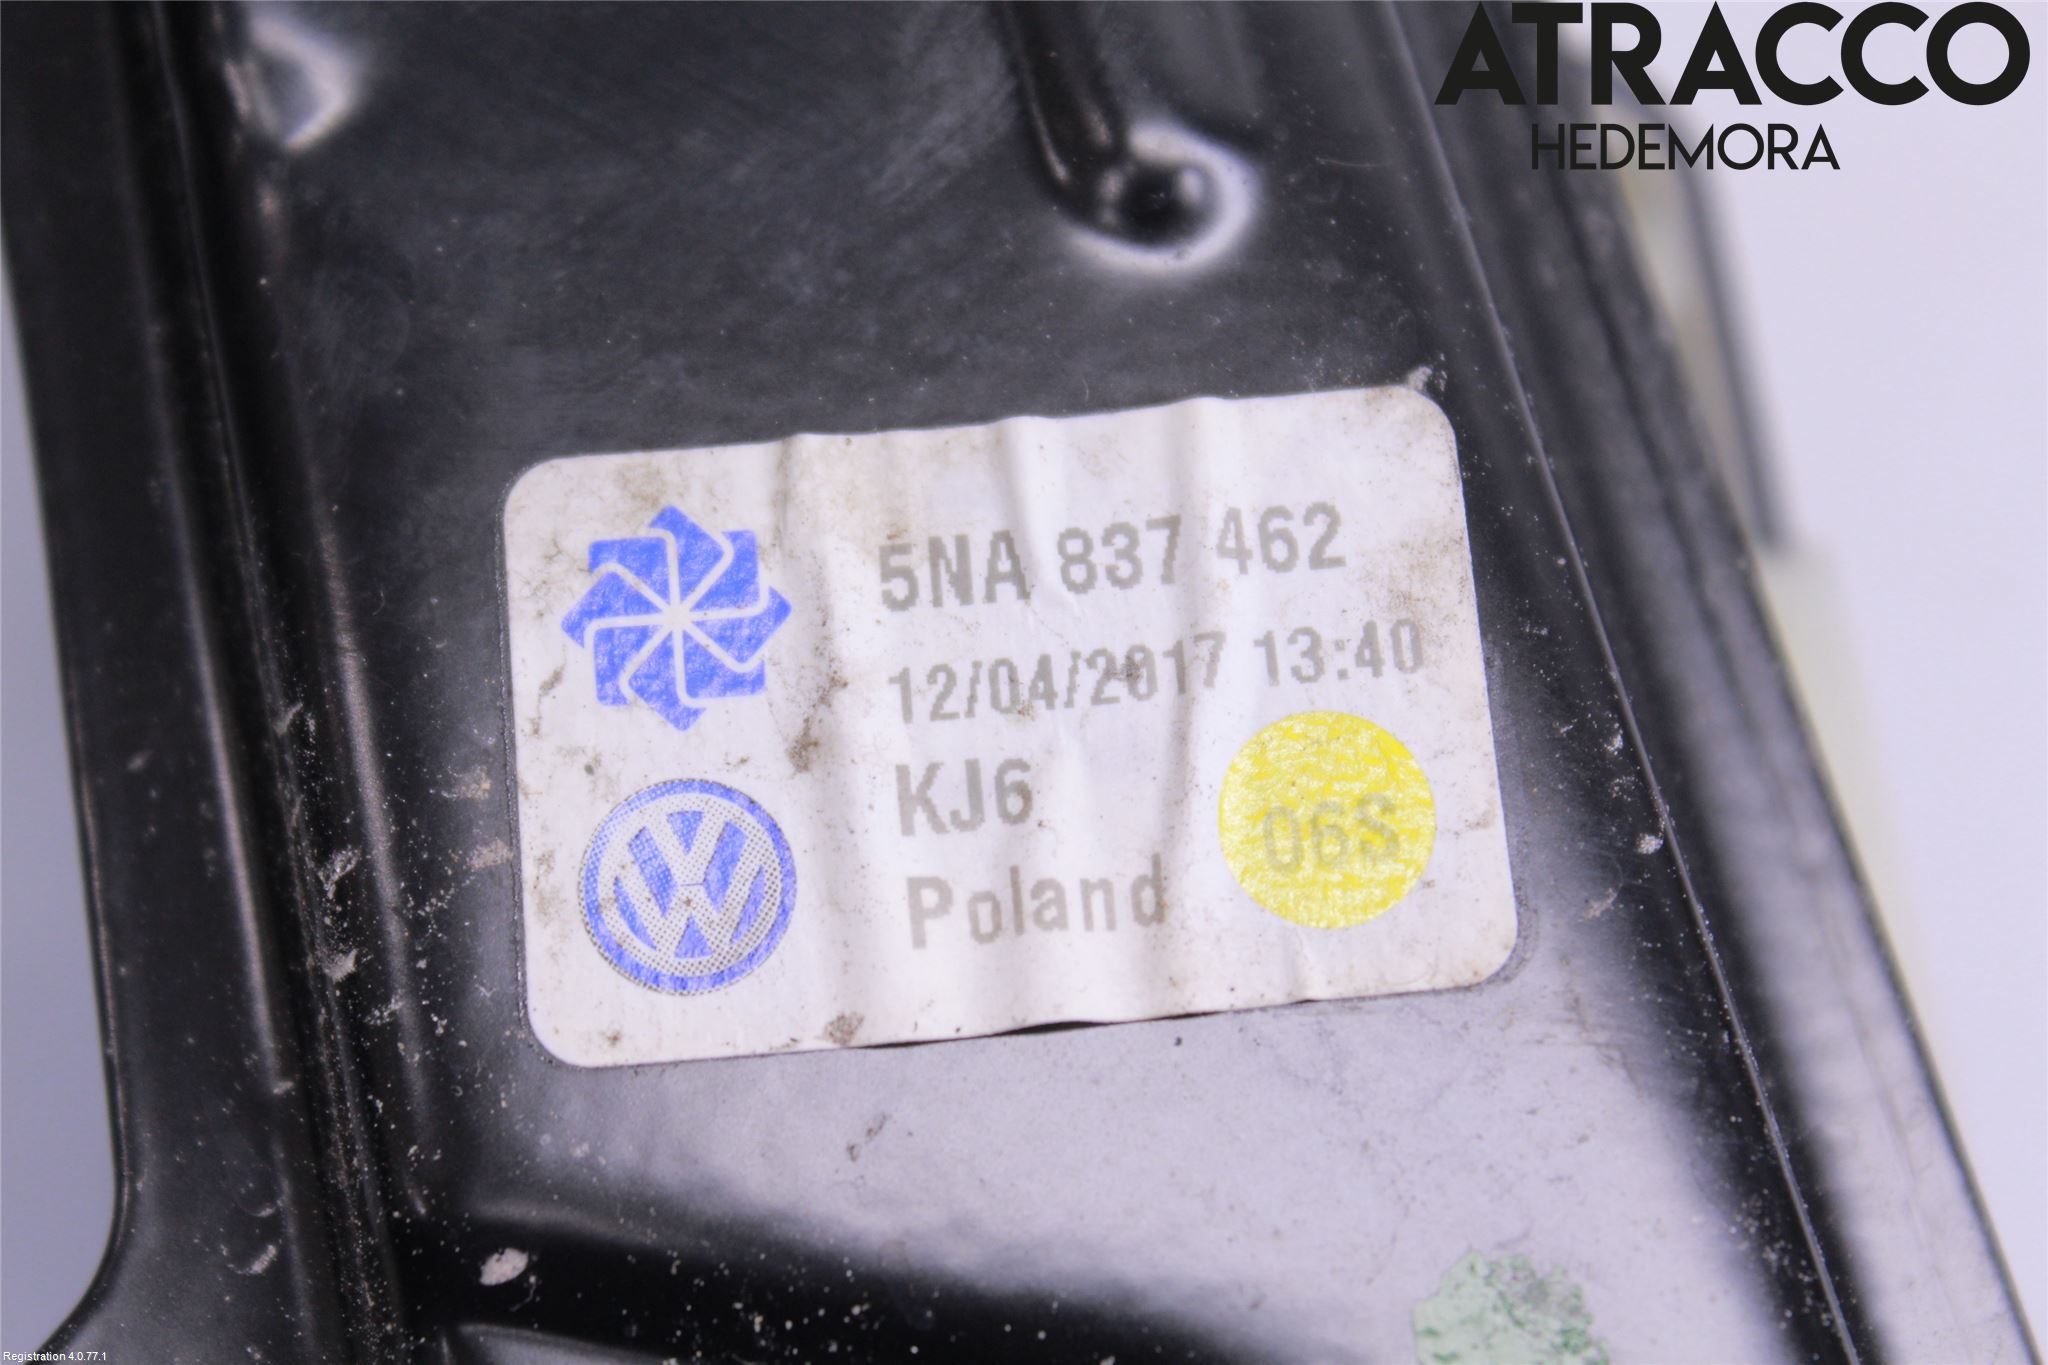 ATRACCO
HEDEMORA
5NA 837 462
12/04/2017 13:40
KJ6
06S
Poland
Registration 4.0.77.1